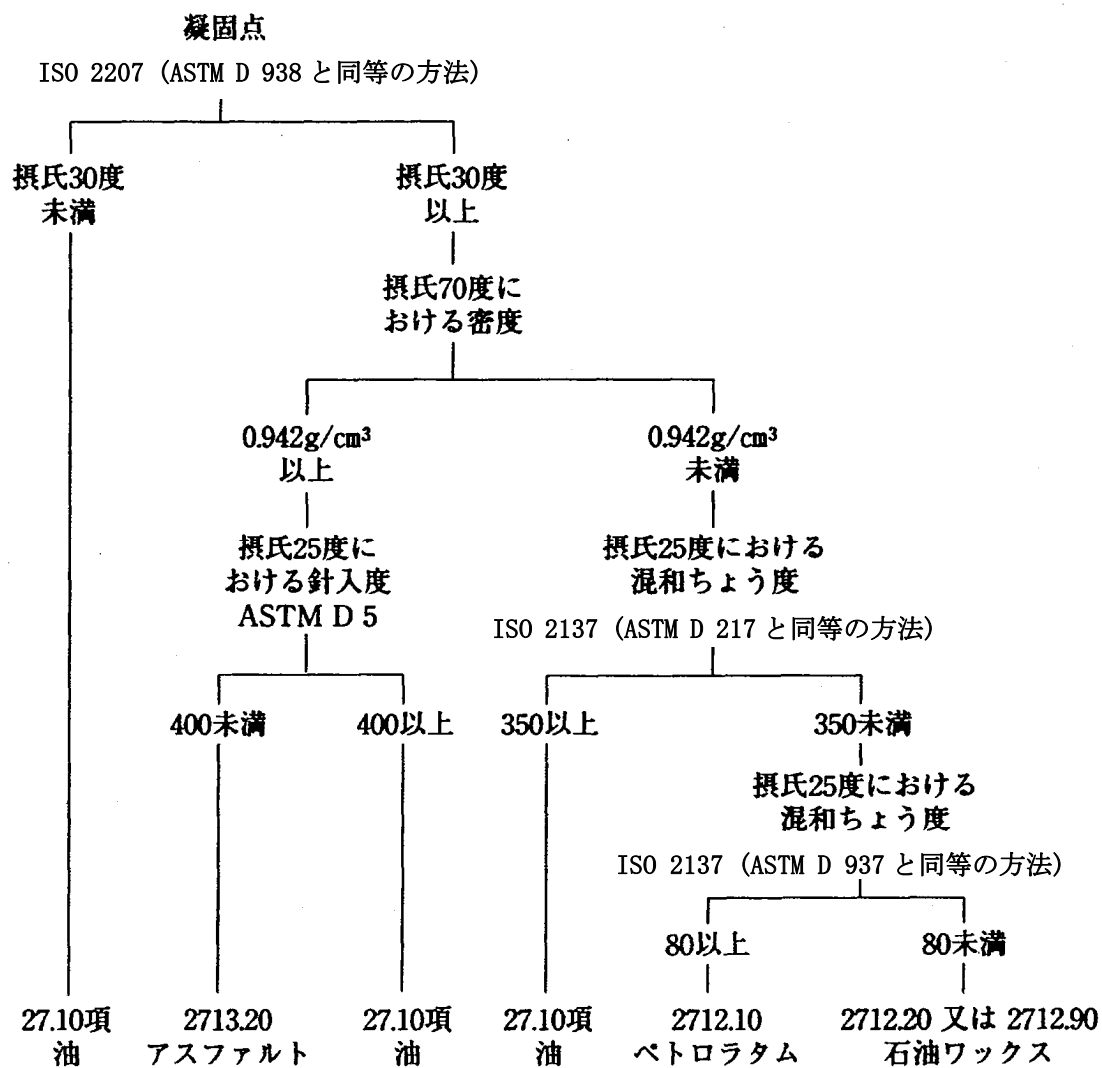 凝固点
ISO 2207 (ASTM D 938 と同等の方法)
摂氏30度
未満
摂氏30度
以上
摂氏70度に
おける密度
0.942g/cm³
以上
0.942g/cm³
未満
摂氏25度に
おける針入度
ASTM D 5
摂氏25度における
混和ちょう度
ISO 2137 (ASTM D 217 と同等の方法)
400未満
400以上
350以上
350未満
摂氏25度における
混和ちょう度
ISO 2137 (ASTM D 937 と同等の方法)
80以上
80未満
27.10項
油
2713.20
アスファルト
27.10項
油
27.10項
油
2712.10
ペトロラタム
2712.20 又は 2712.90
石油ワックス